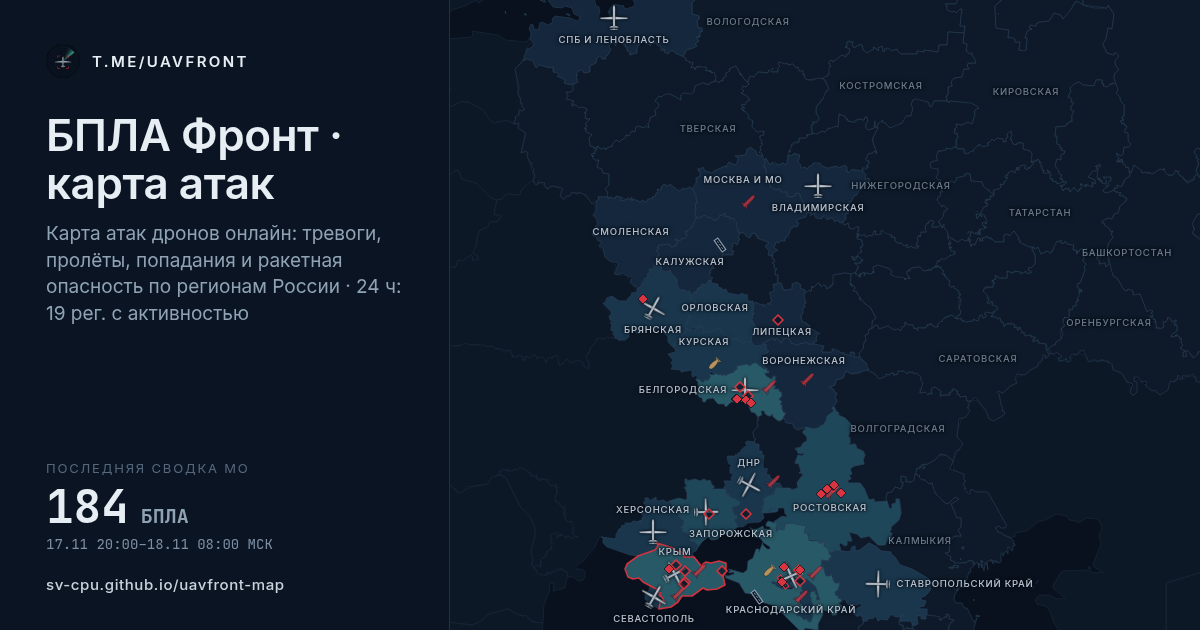 T.ME/UAVFRONT
БПЛА Фронт ·
карта атак
Карта атак дронов онлайн: тревоги,
пролёты, попадания и ракетная
опасность по регионам России · 24 ч:
19 рег. с активностью
ПОСЛЕДНЯЯ СВОДКА МО
184 БПЛА
17.11 20:00–18.11 08:00 МСК
sv-cpu.github.io/uavfront-map
ВОЛОГОДСКАЯ
СПБ И ЛЕНОБЛАСТЬ
КОСТРОМСКАЯ
КИРОВСКАЯ
ТВЕРСКАЯ
МОСКВА И МО
НИЖЕГОРОДСКАЯ
ВЛАДИМИРСКАЯ
ТАТАРСТАН
СМОЛЕНСКАЯ
БАШКОРТОСТАН
КАЛУЖСКАЯ
ОРЛОВСКАЯ
ОРЕНБУРГСКАЯ
БРЯНСКАЯ
ЛИПЕЦКАЯ
КУРСКАЯ
САРАТОВСКАЯ
ВОРОНЕЖСКАЯ
БЕЛГОРОДСКАЯ
ВОЛГОГРАДСКАЯ
ДНР
РОСТОВСКАЯ
ХЕРСОНСКАЯ
ЗАПОРОЖСКАЯ
КАЛМЫКИЯ
КРЫМ
СТАВРОПОЛЬСКИЙ КРАЙ
КРАСНОДАРСКИЙ КРАЙ
СЕВАСТОПОЛЬ